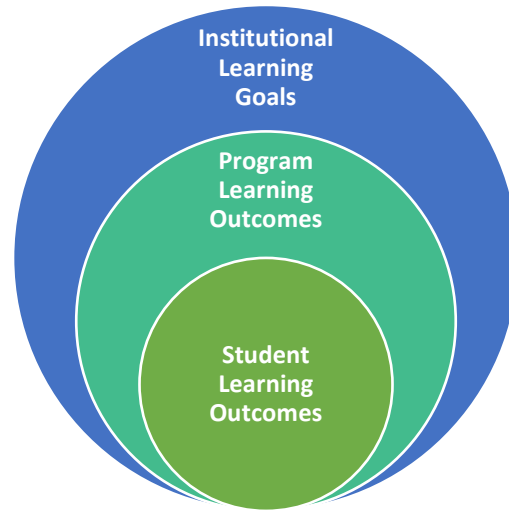 Institutional
Learning
Goals
Program
Learning
Outcomes
Student
Learning
Outcomes